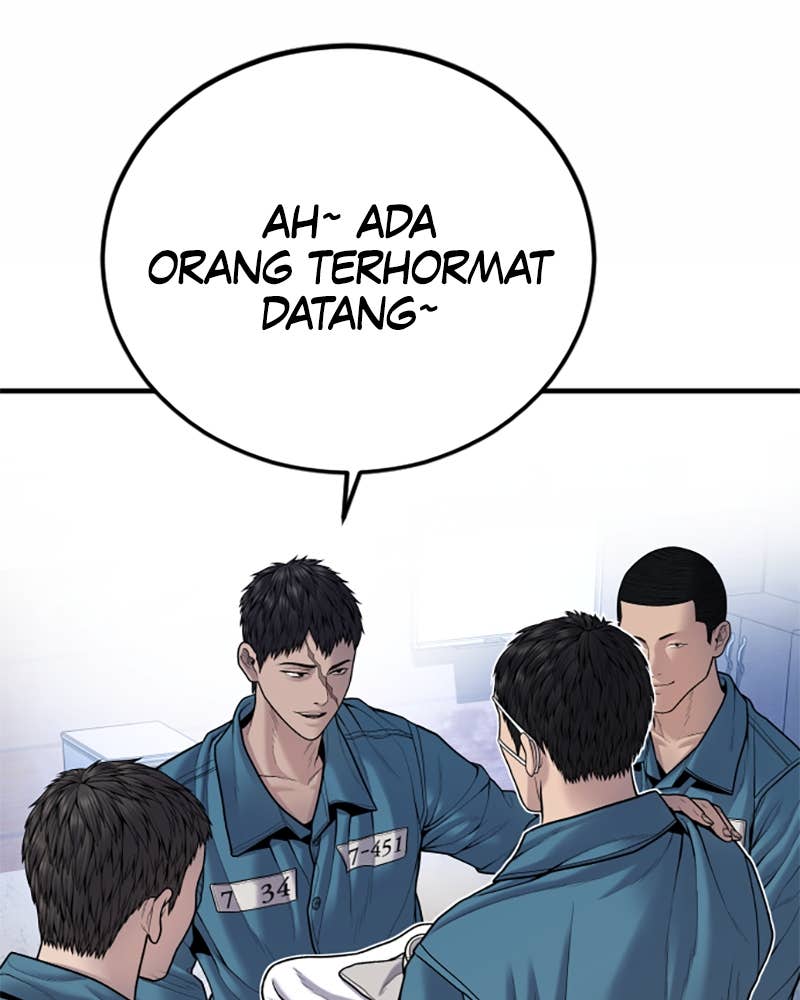 AH~ ADA
ORANG TERHORMAT
DATANG~
7 34
7-451